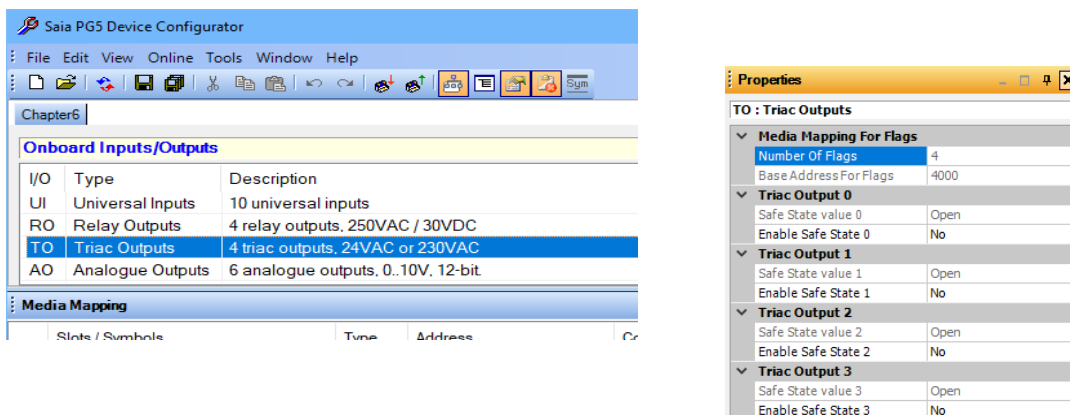 Saia PG5 Device Configurator
File Edit View Online Tools Window Help
Sym
Chapter6
Onboard Inputs/Outputs
I/O Type Description
UI Universal Inputs 10 universal inputs
RO Relay Outputs 4 relay outputs, 250VAC / 30VDC
TO Triac Outputs 4 triac outputs, 24VAC or 230VAC
AO Analogue Outputs 6 analogue outputs, 0..10V, 12-bit.
Media Mapping
Slots / Symbols Type Address
Properties
TO : Triac Outputs
Media Mapping For Flags
Number Of Flags 4
Base Address For Flags 4000
Triac Output 0
Safe State value 0 Open
Enable Safe State 0 No
Triac Output 1
Safe State value 1 Open
Enable Safe State 1 No
Triac Output 2
Safe State value 2 Open
Enable Safe State 2 No
Triac Output 3
Safe State value 3 Open
Enable Safe State 3 No